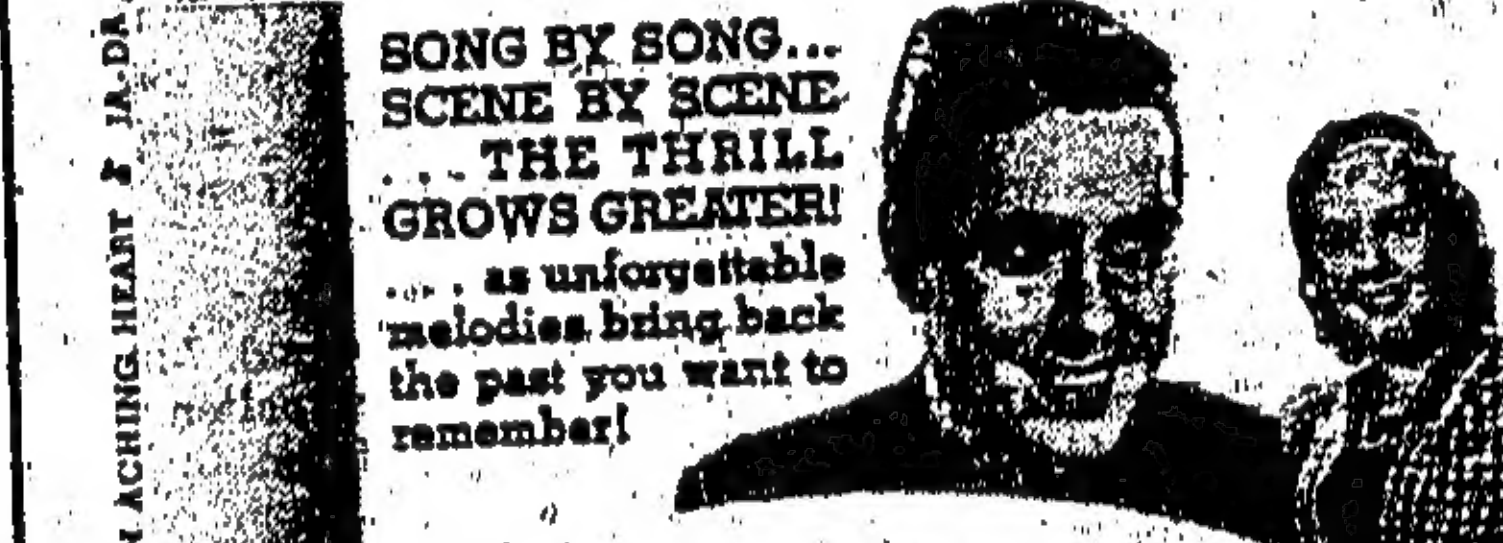 SONG BY SONG...
SCENE BY SCENE
... THE THRILL
GROWS GREATER!
... as unforgettable
melodies bring back
the past you want to
remember!
ACHING HEART & JA-DA